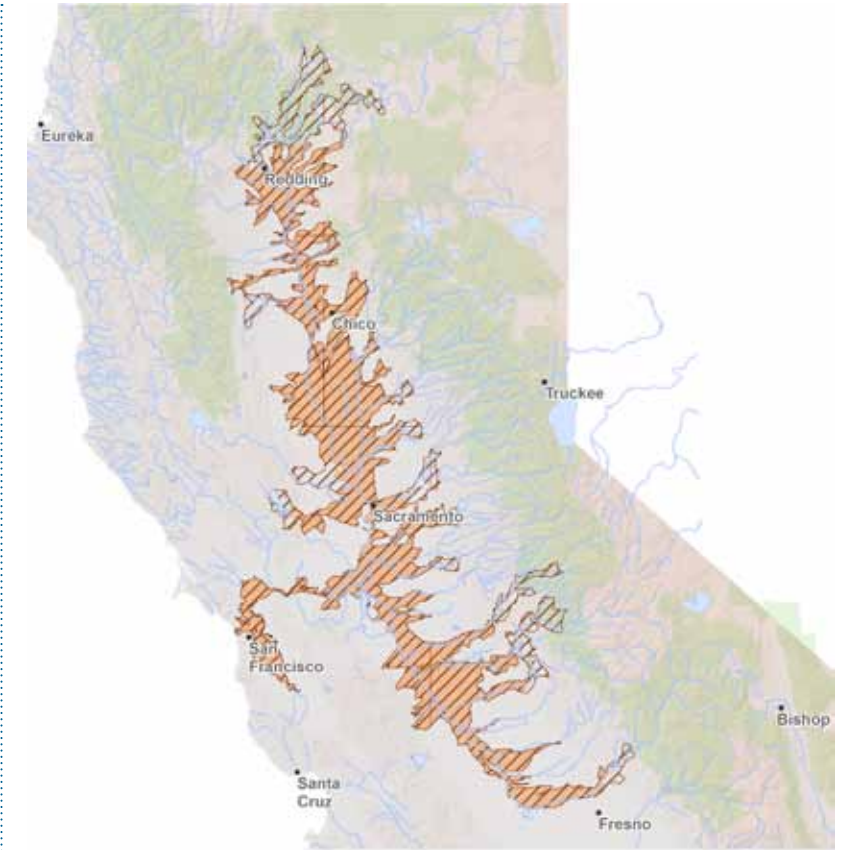 Eureka
Redding
Chico
Truckee
Sacramento
San
Francisco
Bishop
Santa
Cruz
Fresno